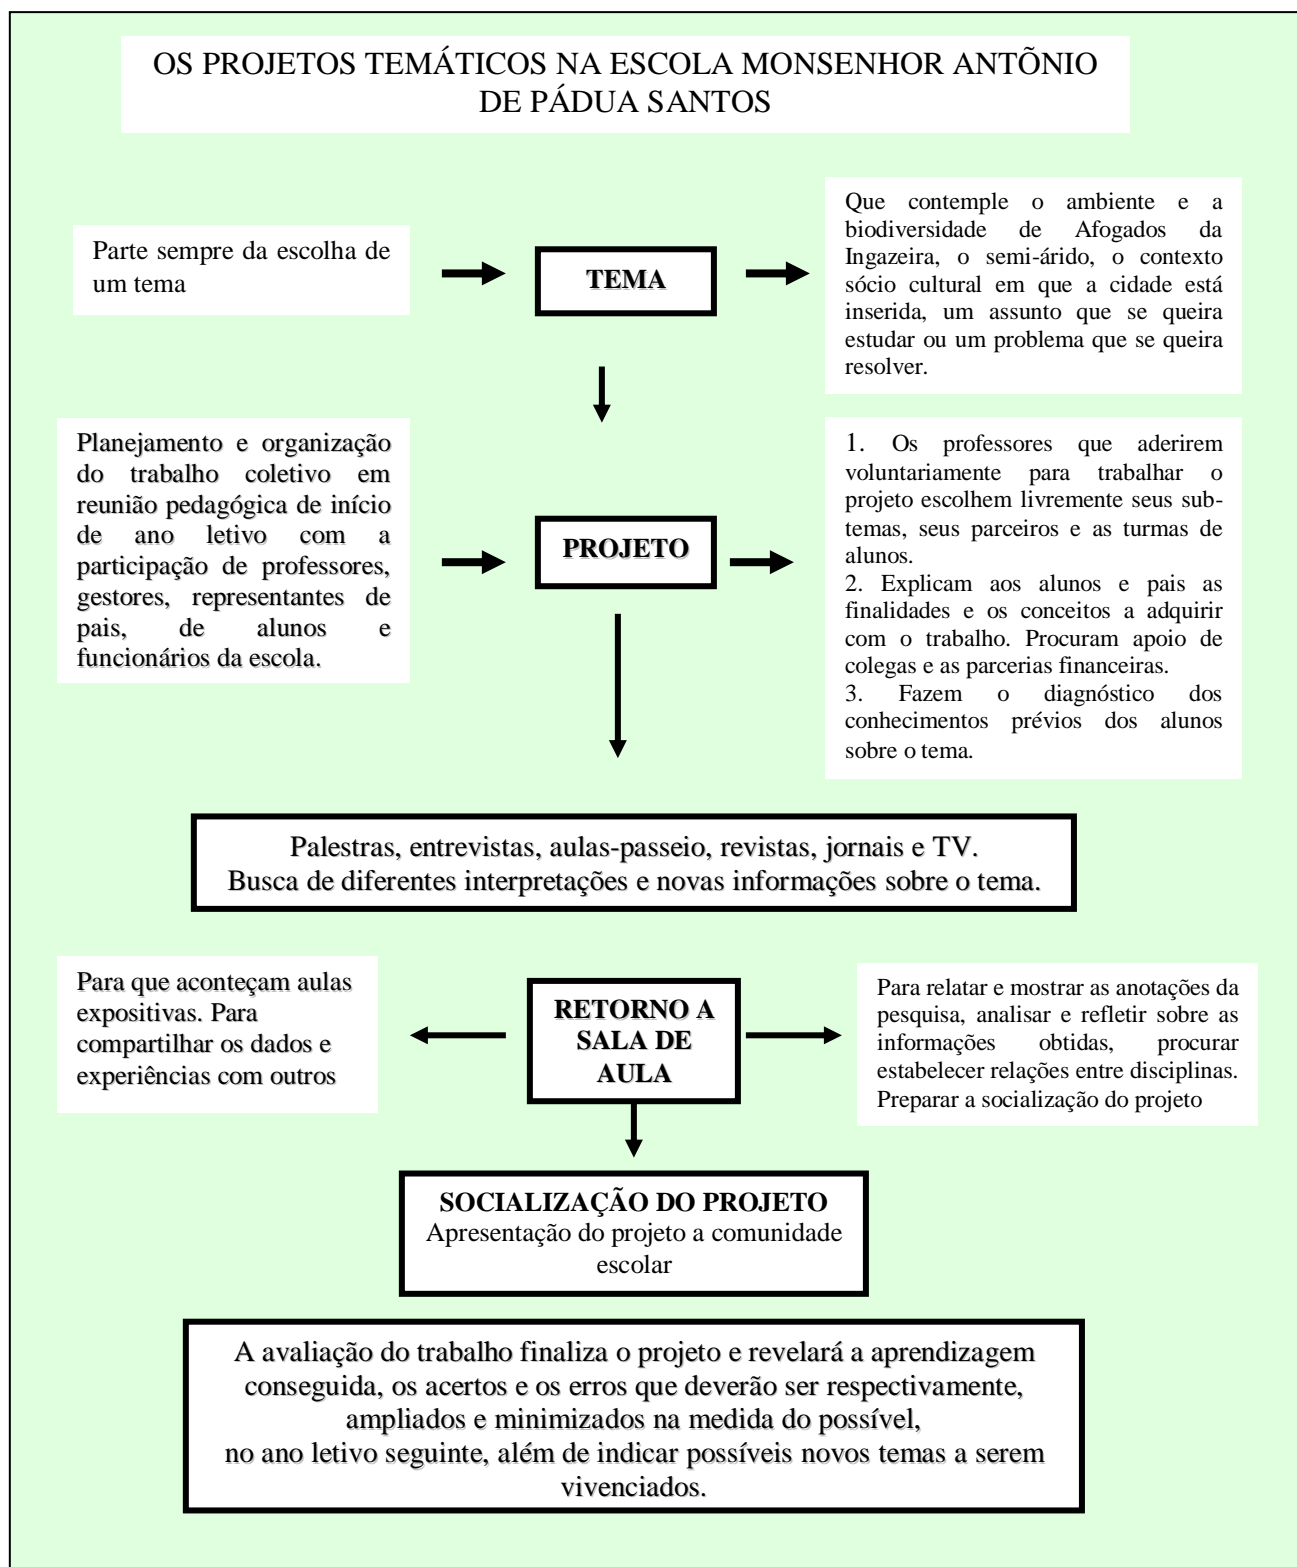 OS PROJETOS TEMÁTICOS NA ESCOLA MONSENHOR ANTÕNIO
DE PÁDUA SANTOS
Parte sempre da escolha de
um tema
TEMA
Que contemple o ambiente e a
biodiversidade de Afogados da
Ingazeira, o semi-árido, o contexto
sócio cultural em que a cidade está
inserida, um assunto que se queira
estudar ou um problema que se queira
resolver.
Planejamento e organização
do trabalho coletivo em
reunião pedagógica de início
de ano letivo com a
participação de professores,
gestores, representantes de
pais, de alunos e
funcionários da escola.
PROJETO
1. Os professores que aderirem
voluntariamente para trabalhar o
projeto escolhem livremente seus sub-
temas, seus parceiros e as turmas de
alunos.
2. Explicam aos alunos e pais as
finalidades e os conceitos a adquirir
com o trabalho. Procuram apoio de
colegas e as parcerias financeiras.
3. Fazem o diagnóstico dos
conhecimentos prévios dos alunos
sobre o tema.
Palestras, entrevistas, aulas-passeio, revistas, jornais e TV.
Busca de diferentes interpretações e novas informações sobre o tema.
Para que aconteçam aulas
expositivas. Para
compartilhar os dados e
experiências com outros
RETORNO A
SALA DE
AULA
Para relatar e mostrar as anotações da
pesquisa, analisar e refletir sobre as
informações obtidas, procurar
estabelecer relações entre disciplinas.
Preparar a socialização do projeto
SOCIALIZAÇÃO DO PROJETO
Apresentação do projeto a comunidade
escolar
A avaliação do trabalho finaliza o projeto e revelará a aprendizagem
conseguida, os acertos e os erros que deverão ser respectivamente,
ampliados e minimizados na medida do possível,
no ano letivo seguinte, além de indicar possíveis novos temas a serem
vivenciados.